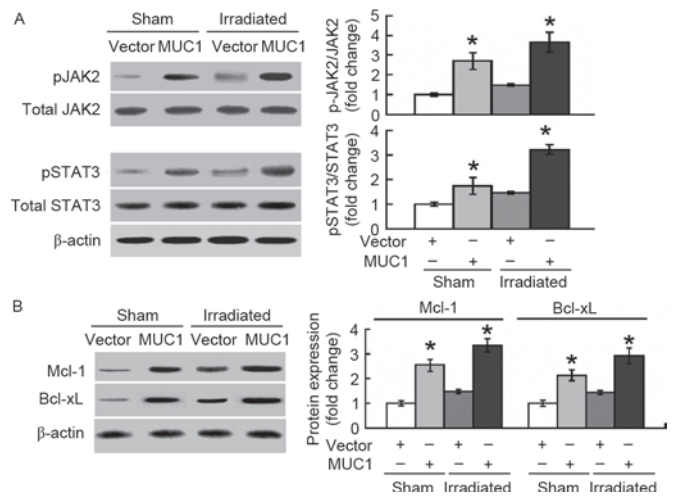 A
Sham Irradiated
Vector MUC1 Vector MUC1
pJAK2
Total JAK2
pSTAT3
Total STAT3
β-actin
p-JAK2/JAK2
(fold change)
5
4
3
2
1
0
* *
pSTAT3/STAT3
(fold change)
4
3
2
1
0
* *
Vector + – + –
MUC1 – + – +
Sham Irradiated
B
Sham Irradiated
Vector MUC1 Vector MUC1
Mcl-1
Bcl-xL
β-actin
Mcl-1 Bcl-xL
Protein expression
(fold change)
4
3
2
1
0
* * * *
Vector + – + – + – + –
MUC1 – + – + – + – +
Sham Irradiated Sham Irradiated